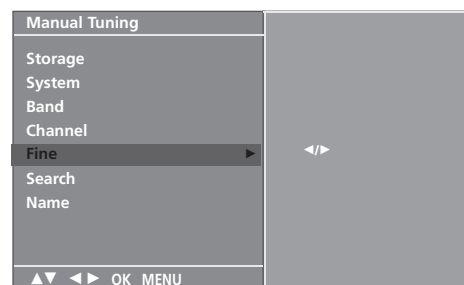 Manual Tuning
Storage
System
Band
Channel
Fine ► ◄/►
Search
Name
▲▼ ◄► OK MENU